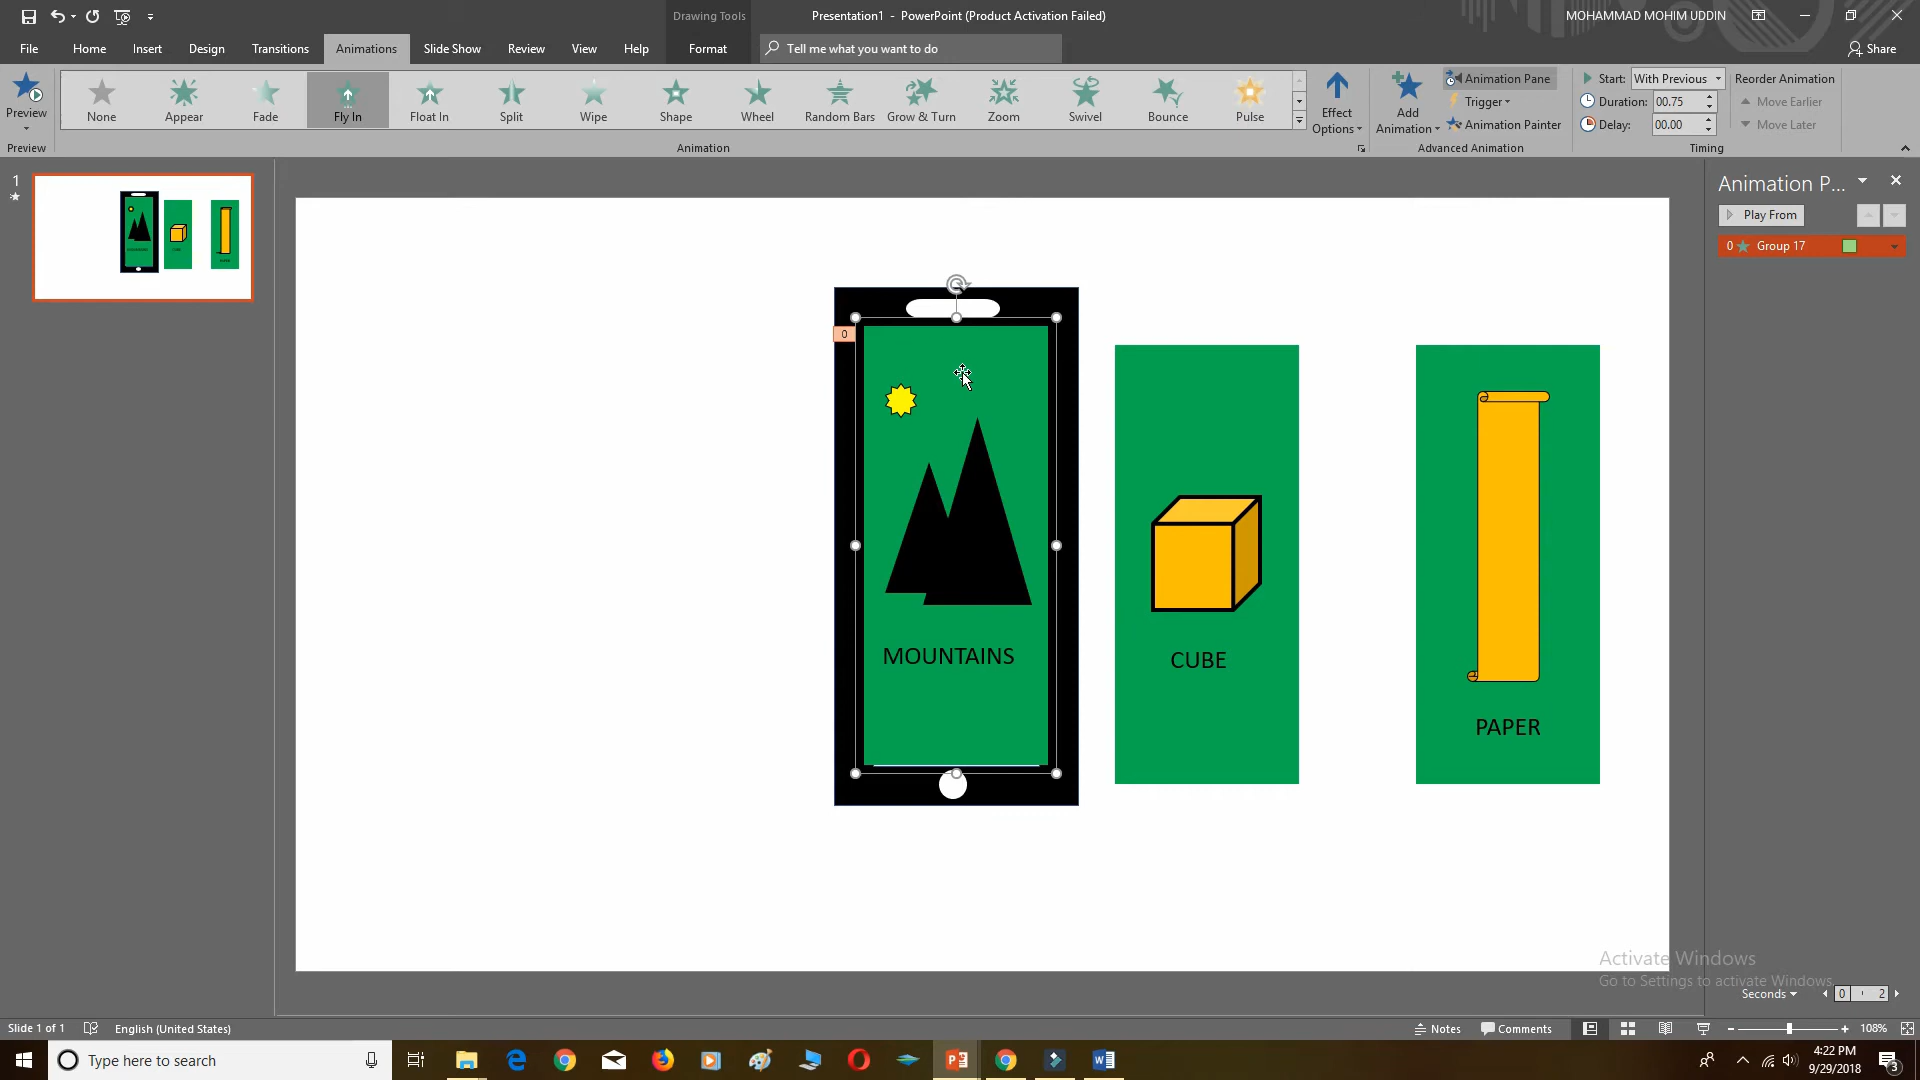 Drawing Tools
Presentation1 - PowerPoint (Product Activation Failed)
MOHAMMAD MOHIM UDDIN
File Home Insert Design Transitions Animations Slide Show Review View Help Format Tell me what you want to do Share
Preview
None Appear Fade Fly In Float In Split Wipe Shape Wheel Random Bars Grow & Turn Zoom Swivel Bounce Pulse
Effect Options
Add Animation
Animation Pane
Trigger
Animation Painter
Start: With Previous
Duration: 00.75
Delay: 00.00
Reorder Animation
Move Earlier
Move Later
Preview Animation Advanced Animation Timing
1
Animation P...
Play From
0 Group 17
0
MOUNTAINS
CUBE
PAPER
Activate Windows
Go to Settings to activate Windows.
Seconds 0 2
Slide 1 of 1 English (United States) Notes Comments 108%
Type here to search
4:22 PM
9/29/2018
3